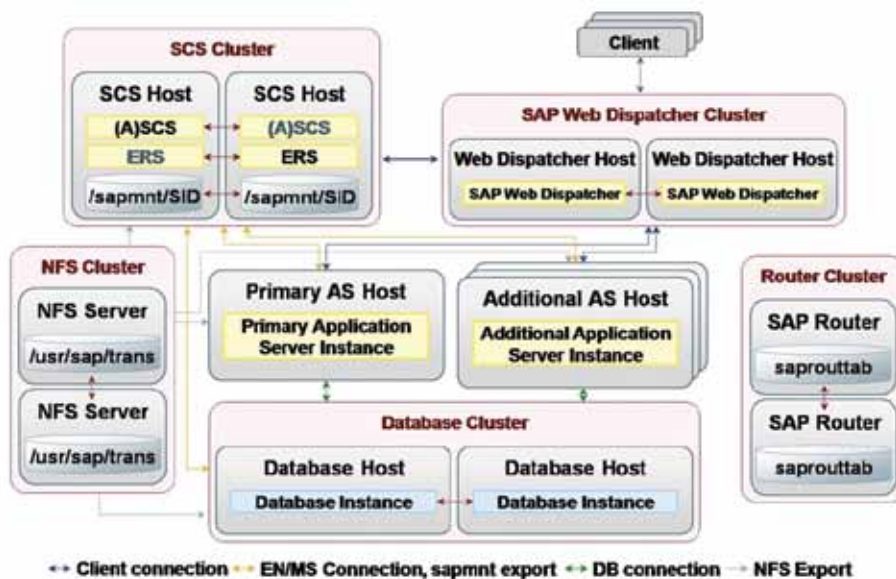 SCS Cluster
Client
SCS Host
SCS Host
(A)SCS
(A)SCS
ERS
ERS
/sapmnt/SID
/sapmnt/SID
SAP Web Dispatcher Cluster
Web Dispatcher Host
Web Dispatcher Host
SAP Web Dispatcher
SAP Web Dispatcher
NFS Cluster
NFS Server
/usr/sap/trans
NFS Server
/usr/sap/trans
Primary AS Host
Primary Application
Server Instance
Additional AS Host
Additional Application
Server Instance
Router Cluster
SAP Router
saprouttab
SAP Router
saprouttab
Database Cluster
Database Host
Database Host
Database Instance
Database Instance
Client connection
EN/MS Connection, sapmnt export
DB connection
NFS Export